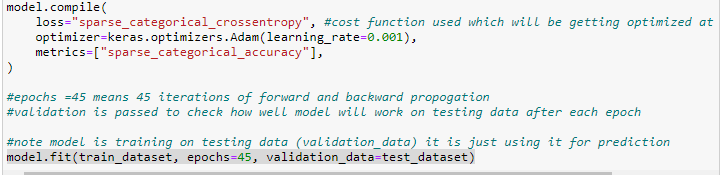 model.compile(
loss="sparse_categorical_crossentropy", #cost function used which will be getting optimized at
optimizer=keras.optimizers.Adam(learning_rate=0.001),
metrics=["sparse_categorical_accuracy"],
)
#epochs =45 means 45 iterations of forward and backward propogation
#validation is passed to check how well model will work on testing data after each epoch
#note model is training on testing data (validation_data) it is just using it for prediction
model.fit(train_dataset, epochs=45, validation_data=test_dataset)